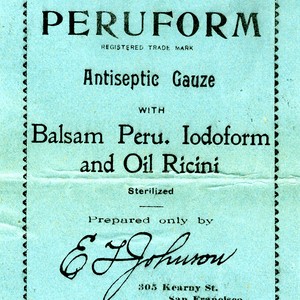 PERUFORM
REGISTERED TRADE MARK
Antiseptic Gauze
WITH
Balsam Peru. Iodoform
and Oil Ricini
Sterilized
Prepared only by
E F Johnson
305 Kearny St.
San Francisco